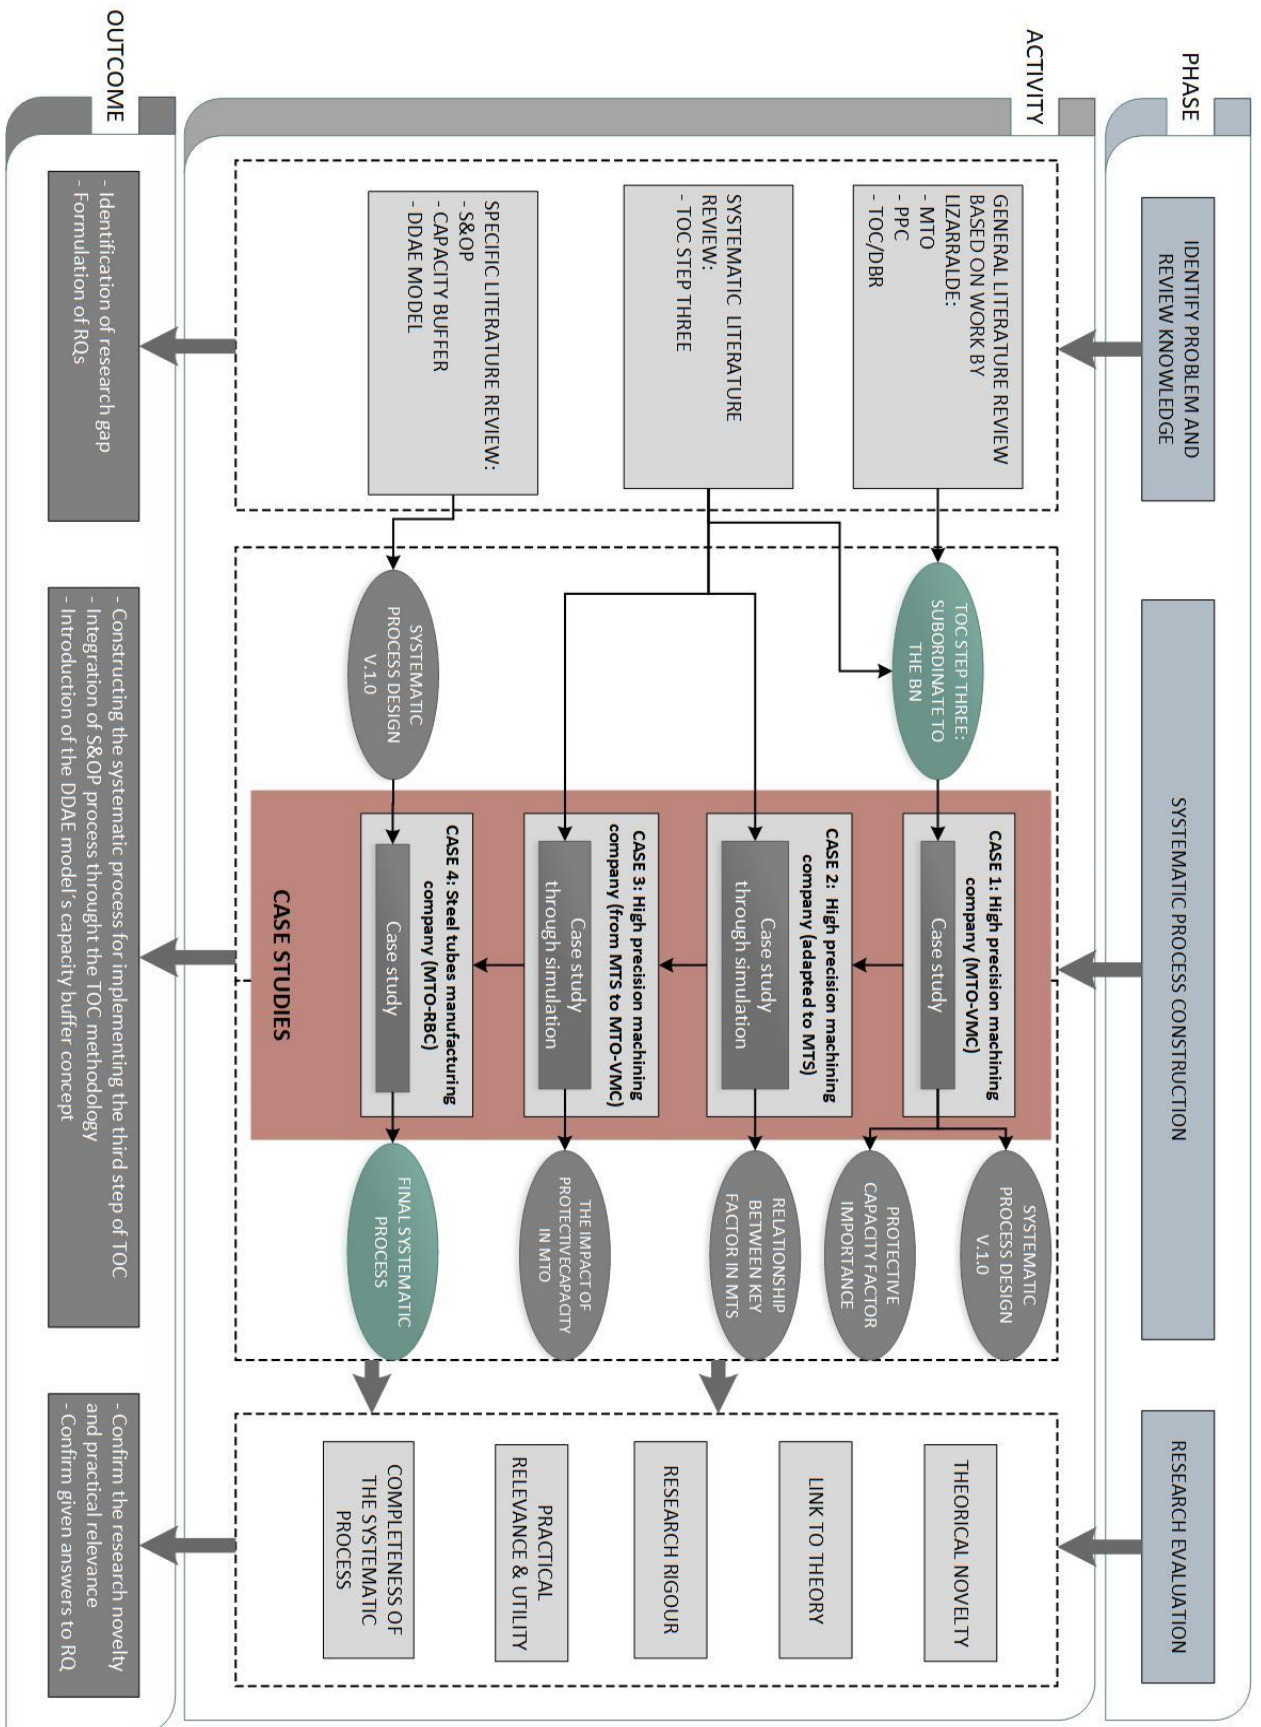 PHASE
IDENTIFY PROBLEM AND
REVIEW KNOWLEDGE
SYSTEMATIC PROCESS CONSTRUCTION
RESEARCH EVALUATION
ACTIVITY
GENERAL LITERATURE REVIEW
BASED ON WORK BY
LIZARRALDE:
- MTO
- PPC
- TOC/DBR
SYSTEMATIC LITERATURE
REVIEW:
- TOC STEP THREE
SPECIFIC LITERATURE REVIEW:
- S&OP
- CAPACITY BUFFER
- DDAE MODEL
TOC STEP THREE:
SUBORDINATE TO
THE BN
SYSTEMATIC
PROCESS DESIGN
V.1.0
CASE 1: High precision machining
company (MTO-VMC)
Case study
CASE 2: High precision machining
company (adapted to MTS)
Case study
through simulation
CASE 3: High precision machining
company (from MTS to MTO-VMC)
Case study
through simulation
CASE 4: Steel tubes manufacturing
company (MTO-RBC)
Case study
CASE STUDIES
SYSTEMATIC
PROCESS DESIGN
V.1.0
PROTECTIVE
CAPACITY FACTOR
IMPORTANCE
RELATIONSHIP
BETWEEN KEY
FACTOR IN MTS
THE IMPACT OF
PROTECTIVECAPACITY
IN MTO
FINAL SYSTEMATIC
PROCESS
THEORICAL NOVELTY
LINK TO THEORY
RESEARCH RIGOUR
PRACTICAL
RELEVANCE & UTILITY
COMPLETENESS OF
THE SYSTEMATIC
PROCESS
OUTCOME
- Identification of research gap
- Formulation of RQs
- Constructing the systematic process for implementing the third step of TOC
- Integration of S&OP process throught the TOC methodology
- Introduction of the DDAE model's capacity buffer concept
- Confirm the research novelty
and practical relevance
- Confirm given answers to RQ